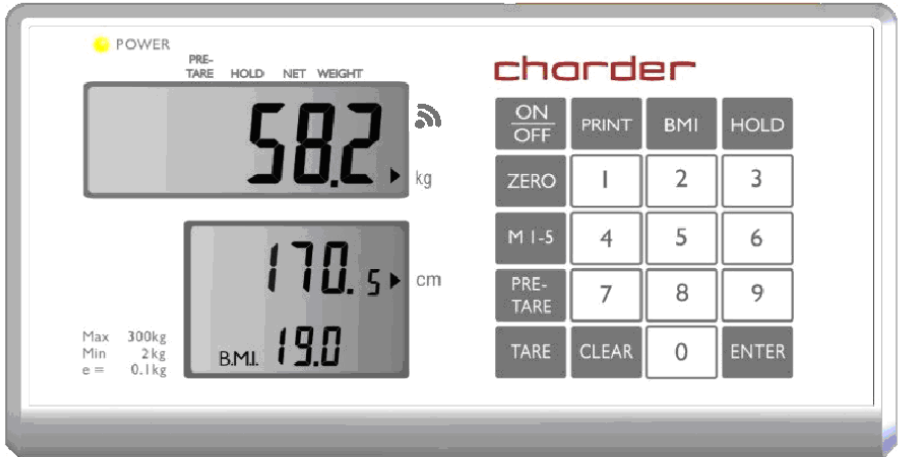 POWER
PRE-
TARE HOLD NET WEIGHT
58.2
kg
170.5
cm
B.M.I. 19.0
Max 300kg
Min 2kg
e = 0.1kg
charder
ON
OFF
PRINT
BMI
HOLD
ZERO
1
2
3
M 1-5
4
5
6
PRE-
TARE
7
8
9
TARE
CLEAR
0
ENTER